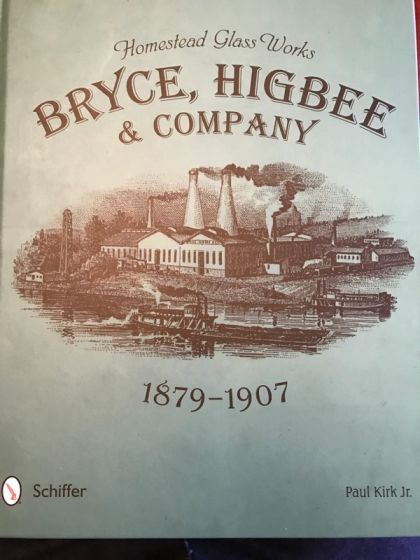 Homestead Glass Works
BRYCE, HIGBEE
& COMPANY
1879-1907
Schiffer
Paul Kirk Jr.